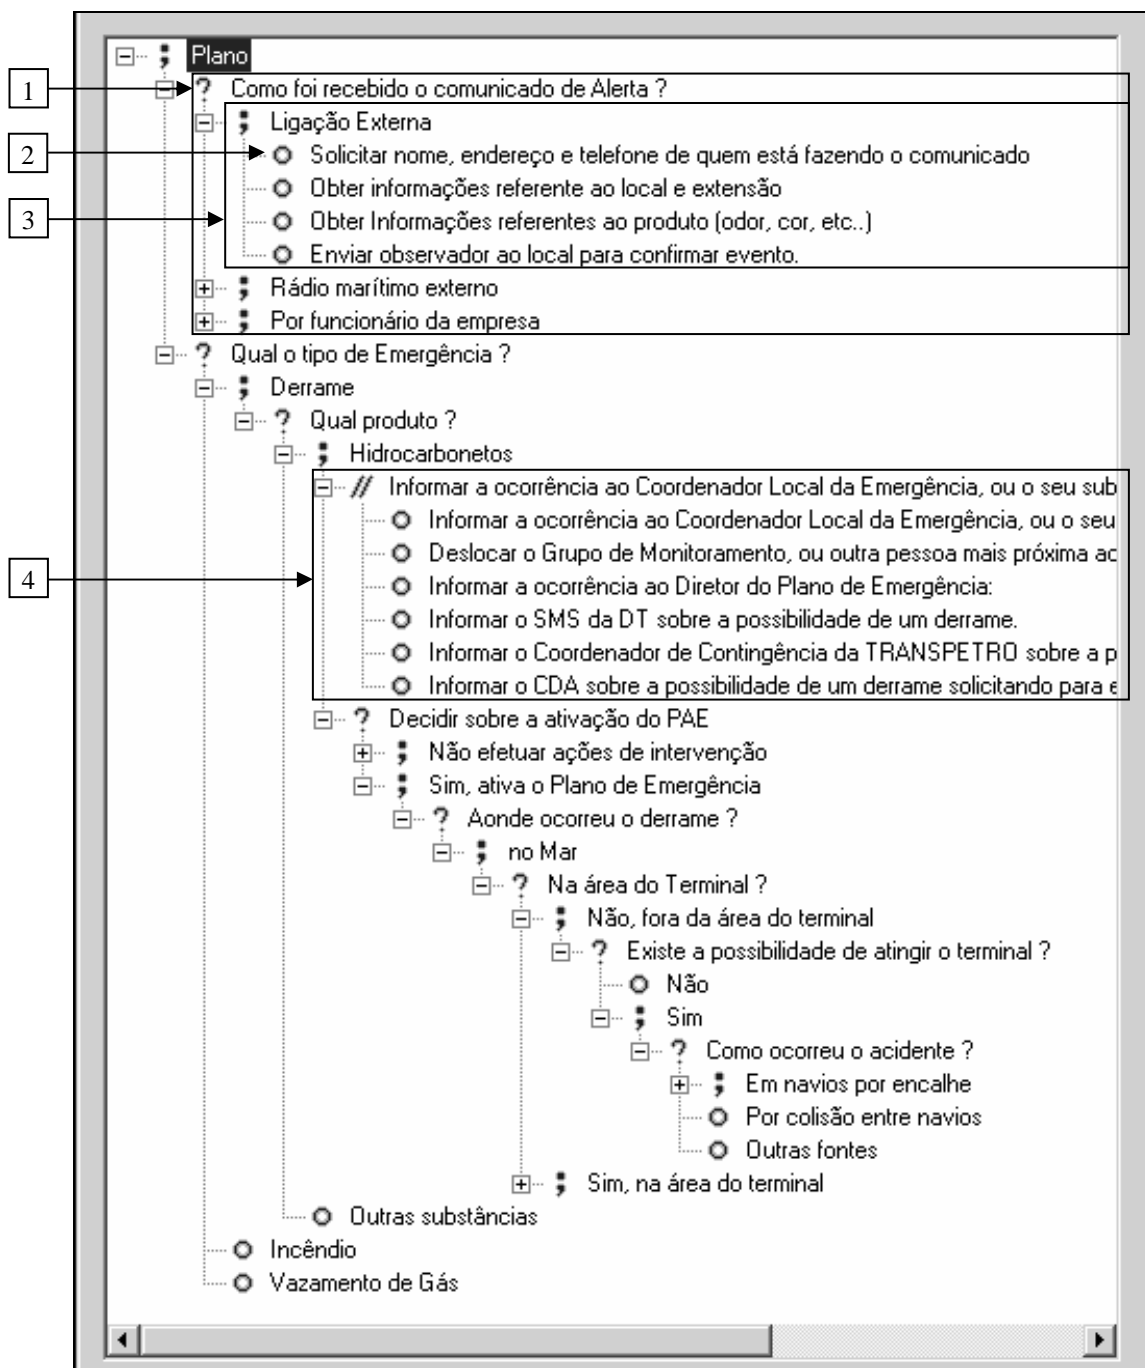 ; Plano
1
? Como foi recebido o comunicado de Alerta ?
; Ligação Externa
2
Solicitar nome, endereço e telefone de quem está fazendo o comunicado
Obter informações referente ao local e extensão
3
Obter Informações referentes ao produto (odor, cor, etc..)
Enviar observador ao local para confirmar evento.
; Rádio marítimo externo
; Por funcionário da empresa
? Qual o tipo de Emergência ?
; Derrame
? Qual produto ?
; Hidrocarbonetos
// Informar a ocorrência ao Coordenador Local da Emergência, ou o seu sub
Informar a ocorrência ao Coordenador Local da Emergência, ou o seu
Deslocar o Grupo de Monitoramento, ou outra pessoa mais próxima ao
4
Informar a ocorrência ao Diretor do Plano de Emergência:
Informar o SMS da DT sobre a possibilidade de um derrame.
Informar o Coordenador de Contingência da TRANSPETRO sobre a p
Informar o CDA sobre a possibilidade de um derrame solicitando para e
? Decidir sobre a ativação do PAE
; Não efetuar ações de intervenção
; Sim, ativa o Plano de Emergência
? Aonde ocorreu o derrame ?
; no Mar
? Na área do Terminal ?
; Não, fora da área do terminal
? Existe a possibilidade de atingir o terminal ?
Não
; Sim
? Como ocorreu o acidente ?
; Em navios por encalhe
Por colisão entre navios
Outras fontes
; Sim, na área do terminal
Outras substâncias
Incêndio
Vazamento de Gás